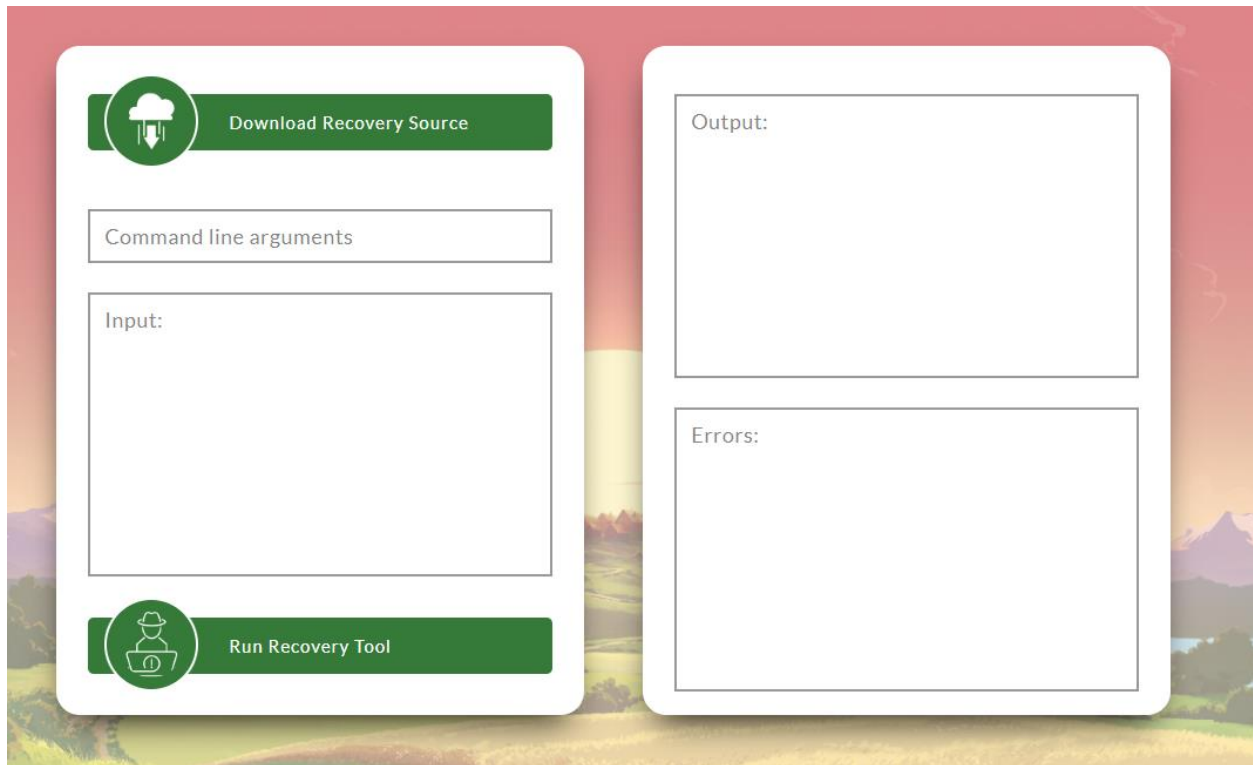 Download Recovery Source
Command line arguments
Input:
Run Recovery Tool
Output:
Errors: